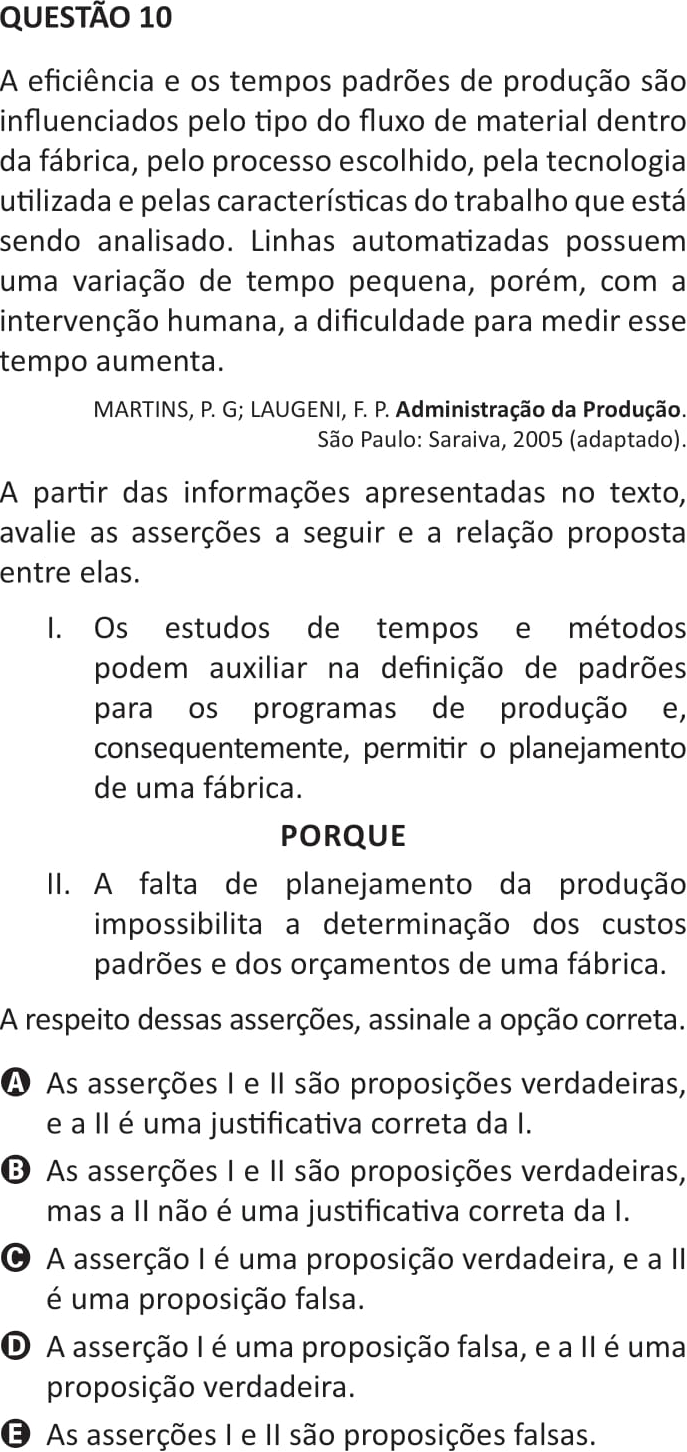 QUESTÃO 10
A eficiência e os tempos padrões de produção são
influenciados pelo tipo do fluxo de material dentro
da fábrica, pelo processo escolhido, pela tecnologia
utilizada e pelas características do trabalho que está
sendo analisado. Linhas automatizadas possuem
uma variação de tempo pequena, porém, com a
intervenção humana, a dificuldade para medir esse
tempo aumenta.
MARTINS, P. G; LAUGENI, F. P. Administração da Produção.
São Paulo: Saraiva, 2005 (adaptado).
A partir das informações apresentadas no texto,
avalie as asserções a seguir e a relação proposta
entre elas.
I. Os estudos de tempos e métodos
podem auxiliar na definição de padrões
para os programas de produção e,
consequentemente, permitir o planejamento
de uma fábrica.
PORQUE
II. A falta de planejamento da produção
impossibilita a determinação dos custos
padrões e dos orçamentos de uma fábrica.
A respeito dessas asserções, assinale a opção correta.
A As asserções I e II são proposições verdadeiras,
e a II é uma justificativa correta da I.
B As asserções I e II são proposições verdadeiras,
mas a II não é uma justificativa correta da I.
C A asserção I é uma proposição verdadeira, e a II
é uma proposição falsa.
D A asserção I é uma proposição falsa, e a II é uma
proposição verdadeira.
E As asserções I e II são proposições falsas.